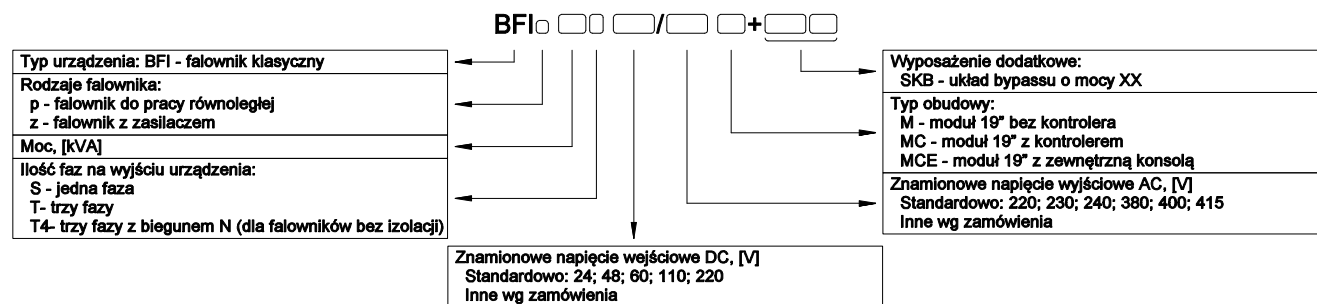 BFI / +
Typ urządzenia: BFI - falownik klasyczny
Rodzaje falownika:
p - falownik do pracy równoległej
z - falownik z zasilaczem
Moc, [kVA]
Ilość faz na wyjściu urządzenia:
S - jedna faza
T- trzy fazy
T4- trzy fazy z biegunem N (dla falowników bez izolacji)
Znamionowe napięcie wejściowe DC, [V]
Standardowo: 24; 48; 60; 110; 220
Inne wg zamówienia
Wyposażenie dodatkowe:
SKB - układ bypassu o mocy XX
Typ obudowy:
M - moduł 19" bez kontrolera
MC - moduł 19" z kontrolerem
MCE - moduł 19" z zewnętrzną konsolą
Znamionowe napięcie wyjściowe AC, [V]
Standardowo: 220; 230; 240; 380; 400; 415
Inne wg zamówienia